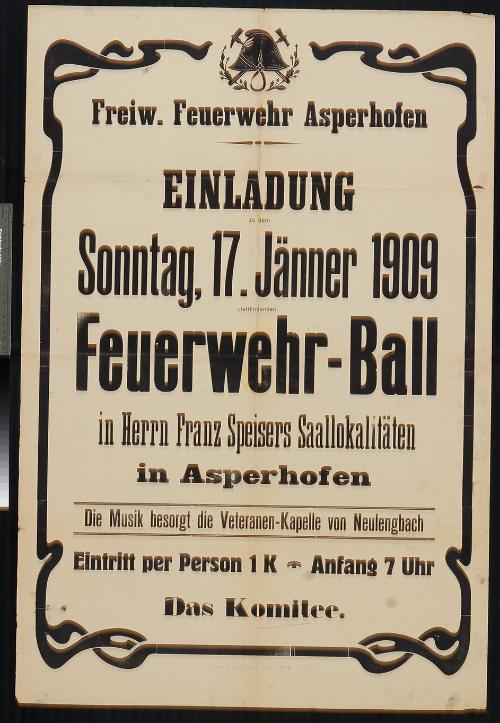 Freiw. Feuerwehr Asperhofen
EINLADUNG
zu dem
Sonntag, 17. Jänner 1909
stattfindenden
Feuerwehr-Ball
in Herrn Franz Speisers Saallokalitäten
in Asperhofen
Die Musik besorgt die Veteranen-Kapelle von Neulengbach
Eintritt per Person 1 K Anfang 7 Uhr
Das Komitee.